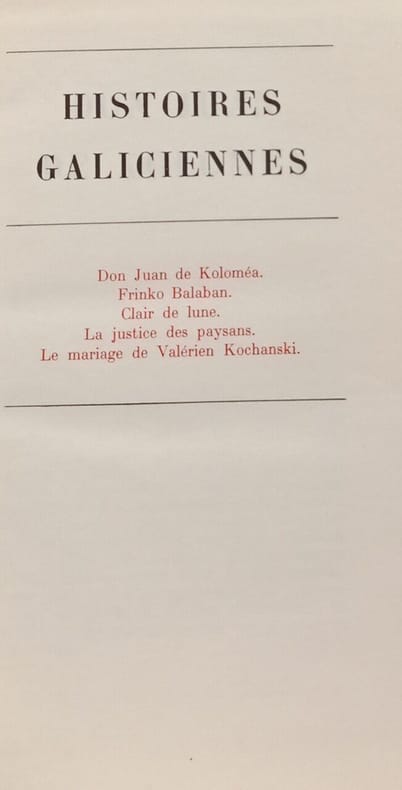 HISTOIRES
GALICIENNES
Don Juan de Koloméa.
Frinko Balaban.
Clair de lune.
La justice des paysans.
Le mariage de Valérien Kochanski.